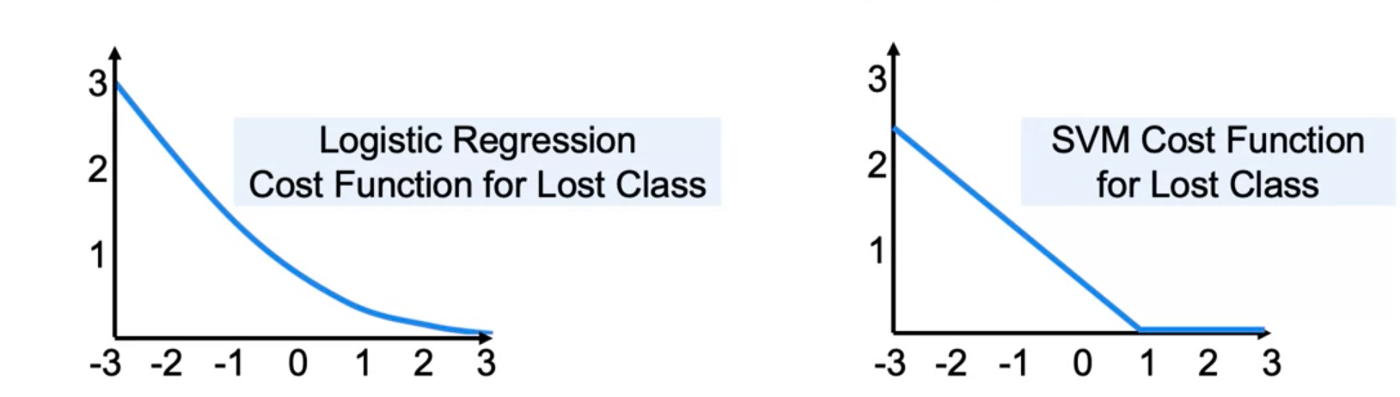 3
2
1
Logistic Regression
Cost Function for Lost Class
-3 -2 -1 0 1 2 3
3
2
1
SVM Cost Function
for Lost Class
-3 -2 -1 0 1 2 3